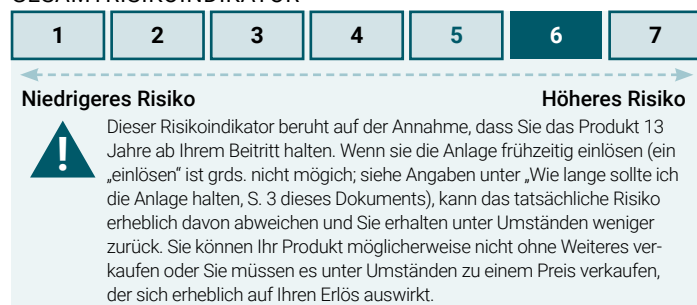 GESAMTRISIKOINDIKATOR
1 2 3 4 5 6 7
Niedrigeres Risiko Höheres Risiko
Dieser Risikoindikator beruht auf der Annahme, dass Sie das Produkt 13
Jahre ab Ihrem Beitritt halten. Wenn sie die Anlage frühzeitig einlösen (ein
„einlösen“ ist grds. nicht mögich; siehe Angaben unter „Wie lange sollte ich
die Anlage halten, S. 3 dieses Dokuments), kann das tatsächliche Risiko
erheblich davon abweichen und Sie erhalten unter Umständen weniger
zurück. Sie können Ihr Produkt möglicherweise nicht ohne Weiteres ver-
kaufen oder Sie müssen es unter Umständen zu einem Preis verkaufen,
der sich erheblich auf Ihren Erlös auswirkt.